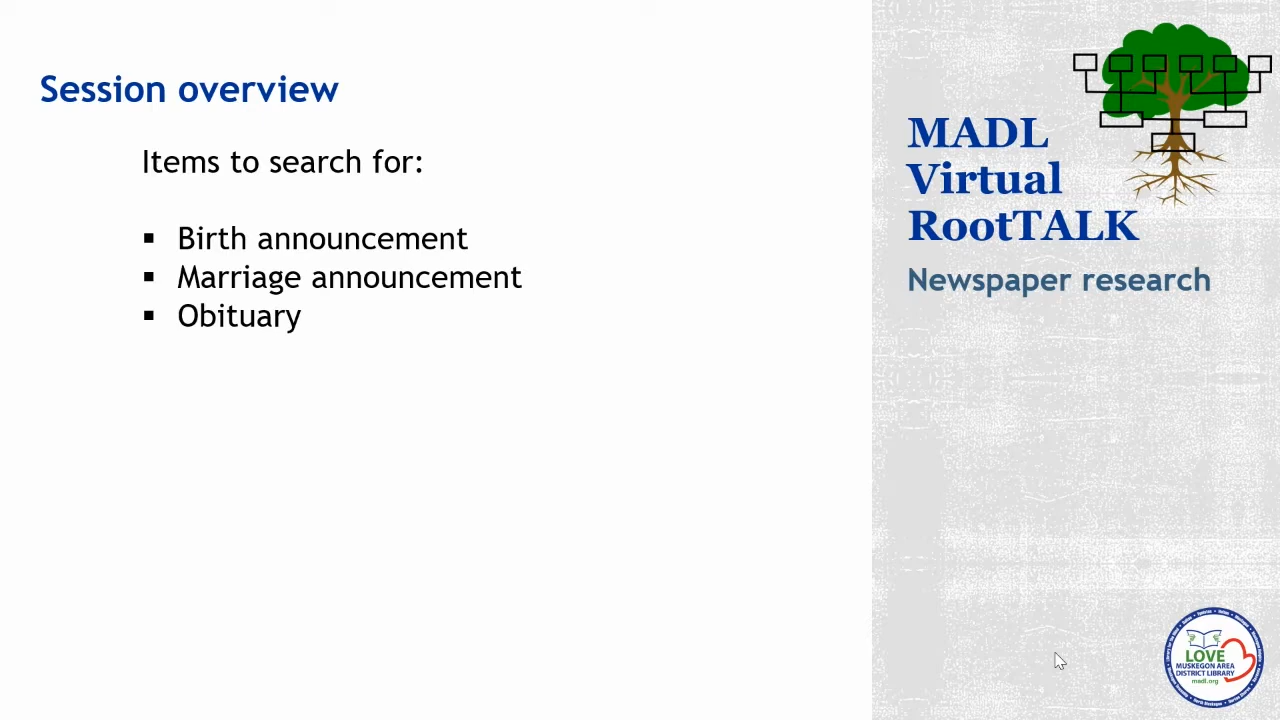 Session overview
Items to search for:
▪ Birth announcement
▪ Marriage announcement
▪ Obituary
MADL
Virtual
RootTALK
Newspaper research
LOVE
MUSKEGON AREA
DISTRICT LIBRARY
madl.org